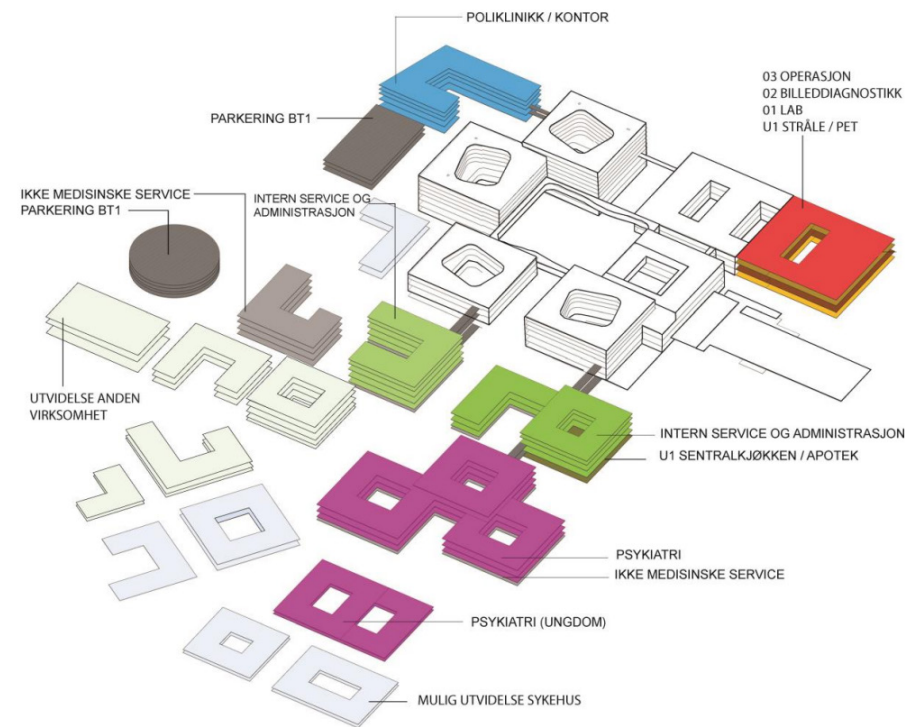 POLIKLINIKK / KONTOR
03 OPERASJON
02 BILLEDDIAGNOSTIKK
01 LAB
U1 STRÅLE / PET
PARKERING BT1
IKKE MEDISINSKE SERVICE
PARKERING BT1
INTERN SERVICE OG
ADMINISTRASJON
UTVIDELSE ANDEN
VIRKSOMHET
INTERN SERVICE OG ADMINISTRASJON
U1 SENTRALKJØKKEN / APOTEK
PSYKIATRI
IKKE MEDISINSKE SERVICE
PSYKIATRI (UNGDOM)
MULIG UTVIDELSE SYKEHUS